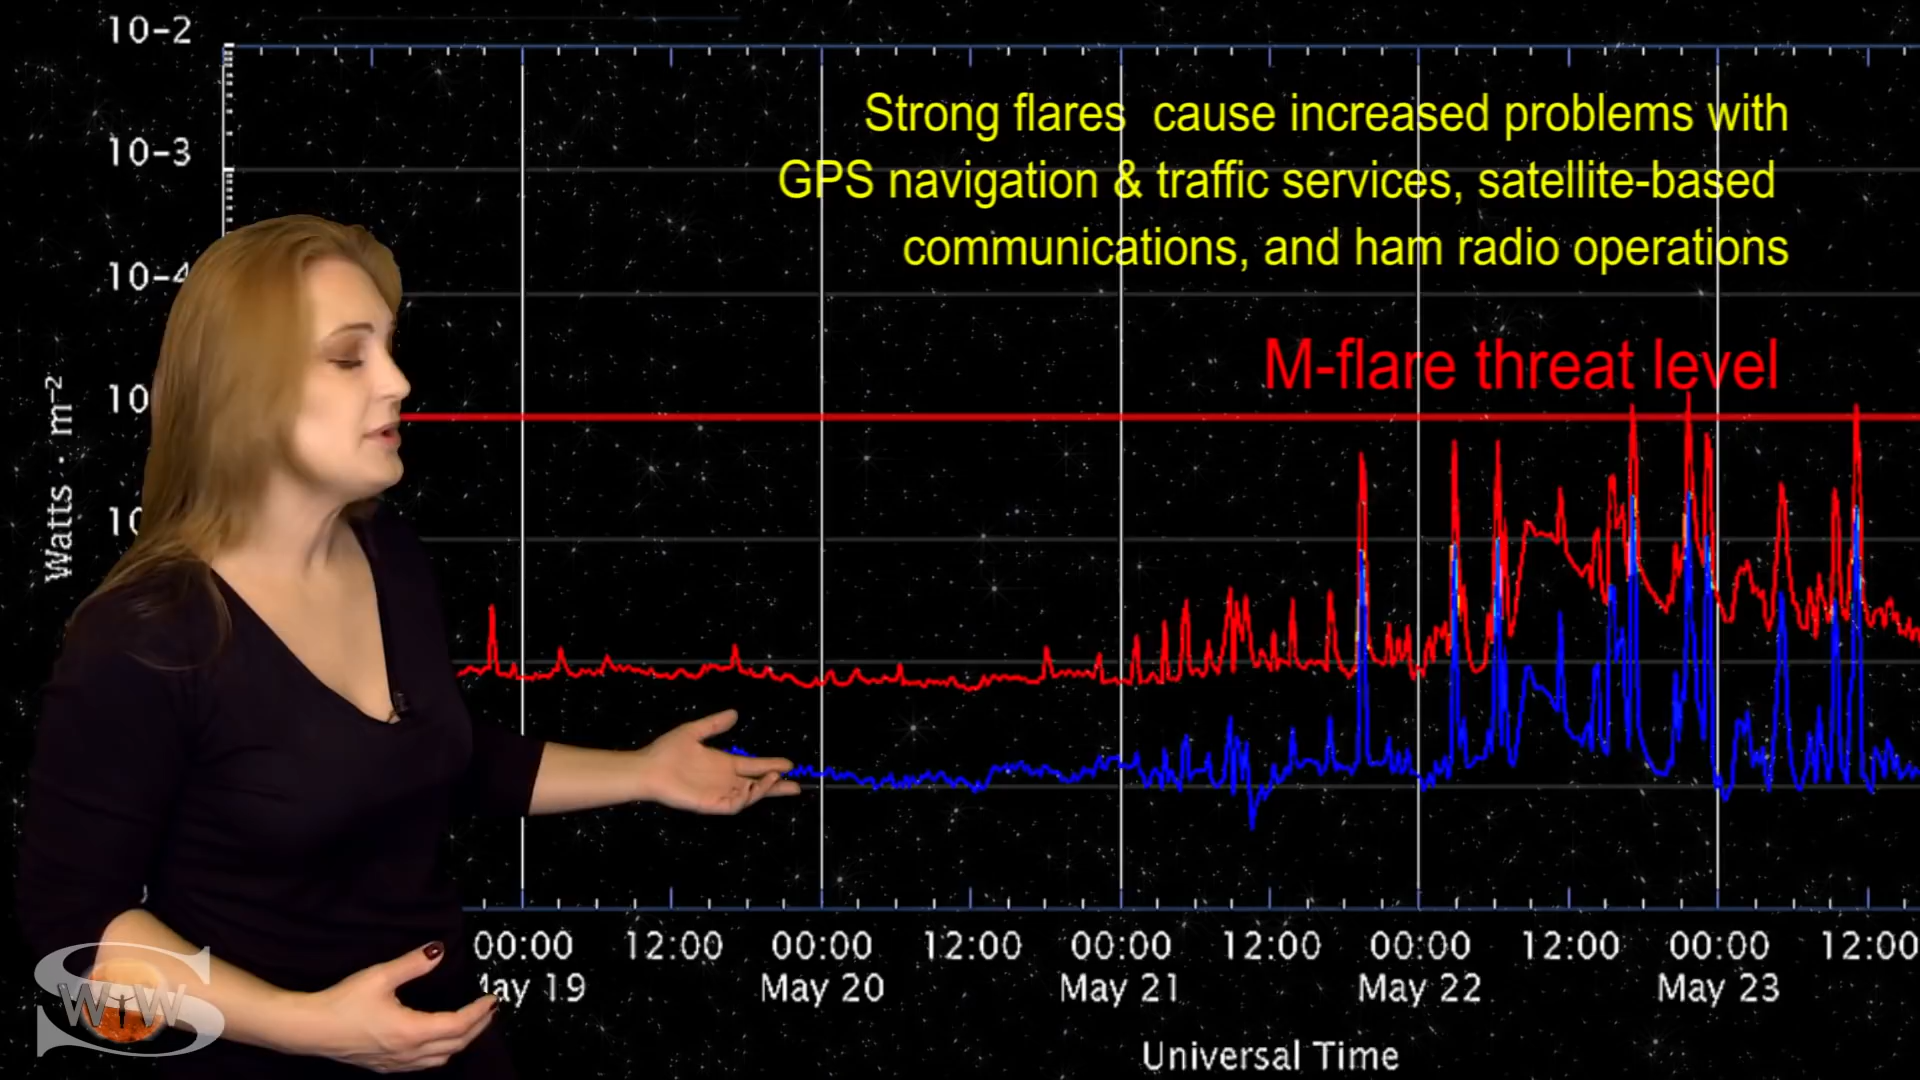 10-2
10-3
10-4
10
10
Watts · m-2
Strong flares cause increased problems with
GPS navigation & traffic services, satellite-based
communications, and ham radio operations
M-flare threat level
00:00 12:00 00:00 12:00 00:00 12:00 00:00 12:00 00:00 12:00
May 19 May 20 May 21 May 22 May 23
Universal Time
S
WiW